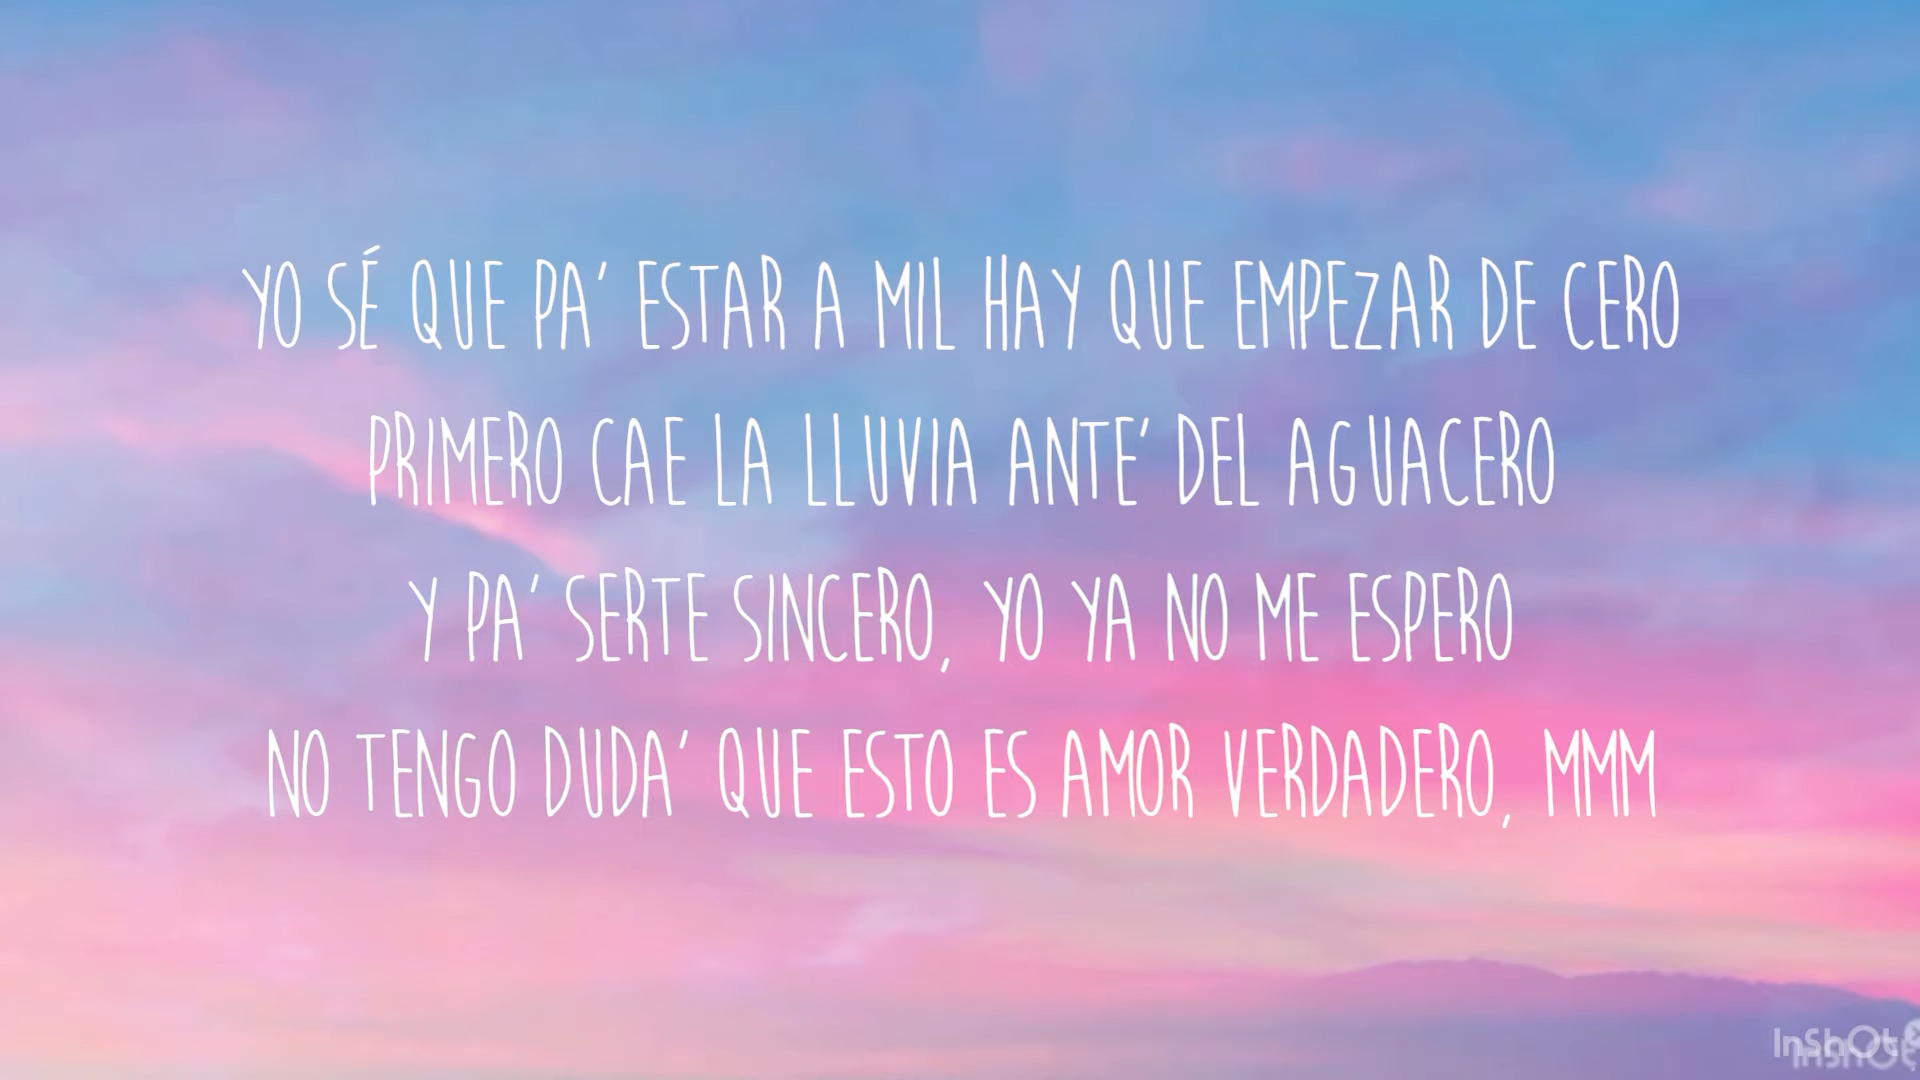 YO SÉ QUE PA' ESTAR A MIL HAY QUE EMPEZAR DE CERO
PRIMERO CAE LA LLUVIA ANTE' DEL AGUACERO
Y PA' SERTE SINCERO, YO YA NO ME ESPERO
NO TENGO DUDA' QUE ESTO ES AMOR VERDADERO, MMM
InShOt
InShOt